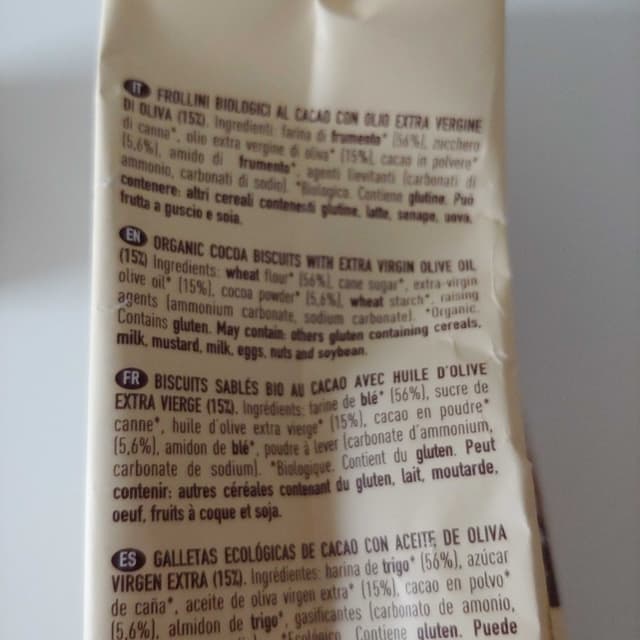 IT FROLLINI BIOLOGICI AL CACAO CON OLIO EXTRA VERGINE
DI OLIVA (15%). Ingredienti: farina di frumento* (56%), zucchero
di canna*, olio extra vergine di oliva* (15%), cacao in polvere*
(5,6%), amido di frumento*, agenti lievitanti (carbonati di
ammonio, carbonati di sodio). *Biologico. Contiene glutine. Può
contenere: altri cereali contenenti glutine, latte, senape, uova,
frutta a guscio e soia.
EN ORGANIC COCOA BISCUITS WITH EXTRA VIRGIN OLIVE OIL
(15%) Ingredients: wheat flour* (56%), cane sugar*, extra-virgin
olive oil* (15%), cocoa powder* (5,6%), wheat starch*, raising
agents (ammonium carbonate, sodium carbonate). *Organic.
Contains gluten. May contain: others gluten containing cereals,
milk, mustard, milk, eggs, nuts and soybean.
FR BISCUITS SABLÉS BIO AU CACAO AVEC HUILE D'OLIVE
EXTRA VIERGE (15%). Ingrédients: farine de blé* (56%), sucre de
canne*, huile d'olive extra vierge* (15%), cacao en poudre*
(5,6%), amidon de blé*, poudre à lever (carbonate d'ammonium,
carbonate de sodium). *Biologique. Contient du gluten. Peut
contenir: autres céréales contenant du gluten, lait, moutarde,
oeuf, fruits à coque et soja.
ES GALLETAS ECOLÓGICAS DE CACAO CON ACEITE DE OLIVA
VIRGEN EXTRA (15%). Ingrédientes: harina de trigo* (56%), azúcar
de caña*, aceite de oliva virgen extra* (15%), cacao en polvo*
(5,6%), almidon de trigo*, gasificantes (carbonato de amonio,
*Ecológico. Contiene gluten. Puede